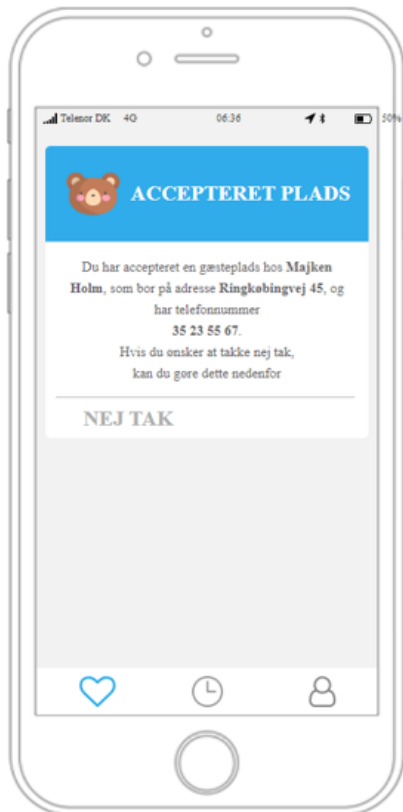 Telenor DK 4G 06:36 50%
ACCEPTERET PLADS
Du har accepteret en gæsteplads hos Majken
Holm, som bor på adresse Ringkøbingvej 45, og
har telefonnummer
35 23 55 67.
Hvis du ønsker at takke nej tak,
kan du gøre dette nedenfor
NEJ TAK